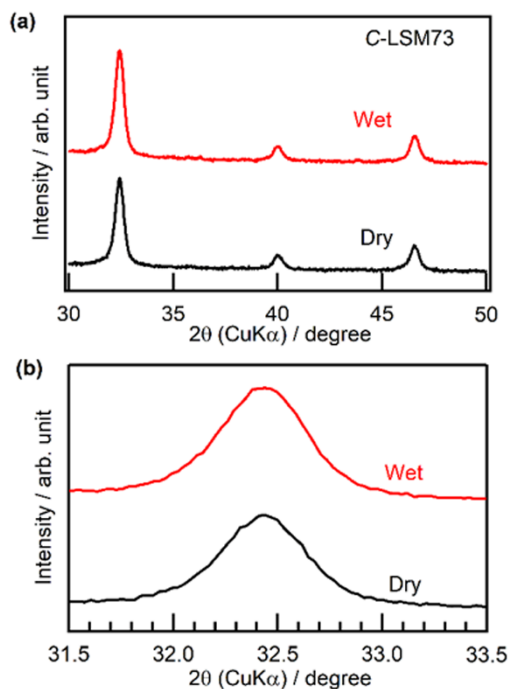 (a)
C-LSM73
Wet
Dry
Intensity / arb. unit
30 35 40 45 50
2θ (CuKα) / degree
(b)
Wet
Dry
Intensity / arb. unit
31.5 32.0 32.5 33.0 33.5
2θ (CuKα) / degree